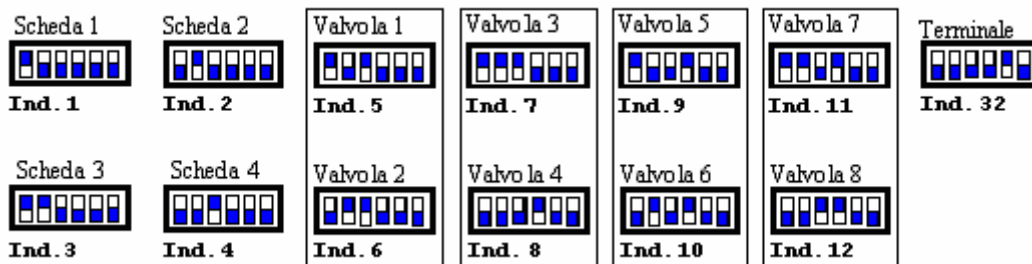 Scheda 1 Scheda 2 Valvola 1 Valvola 3 Valvola 5 Valvola 7 Terminale
Ind.1 Ind.2 Ind.5 Ind.7 Ind.9 Ind.11 Ind.32
Scheda 3 Scheda 4 Valvola 2 Valvola 4 Valvola 6 Valvola 8
Ind.3 Ind.4 Ind.6 Ind.8 Ind.10 Ind.12